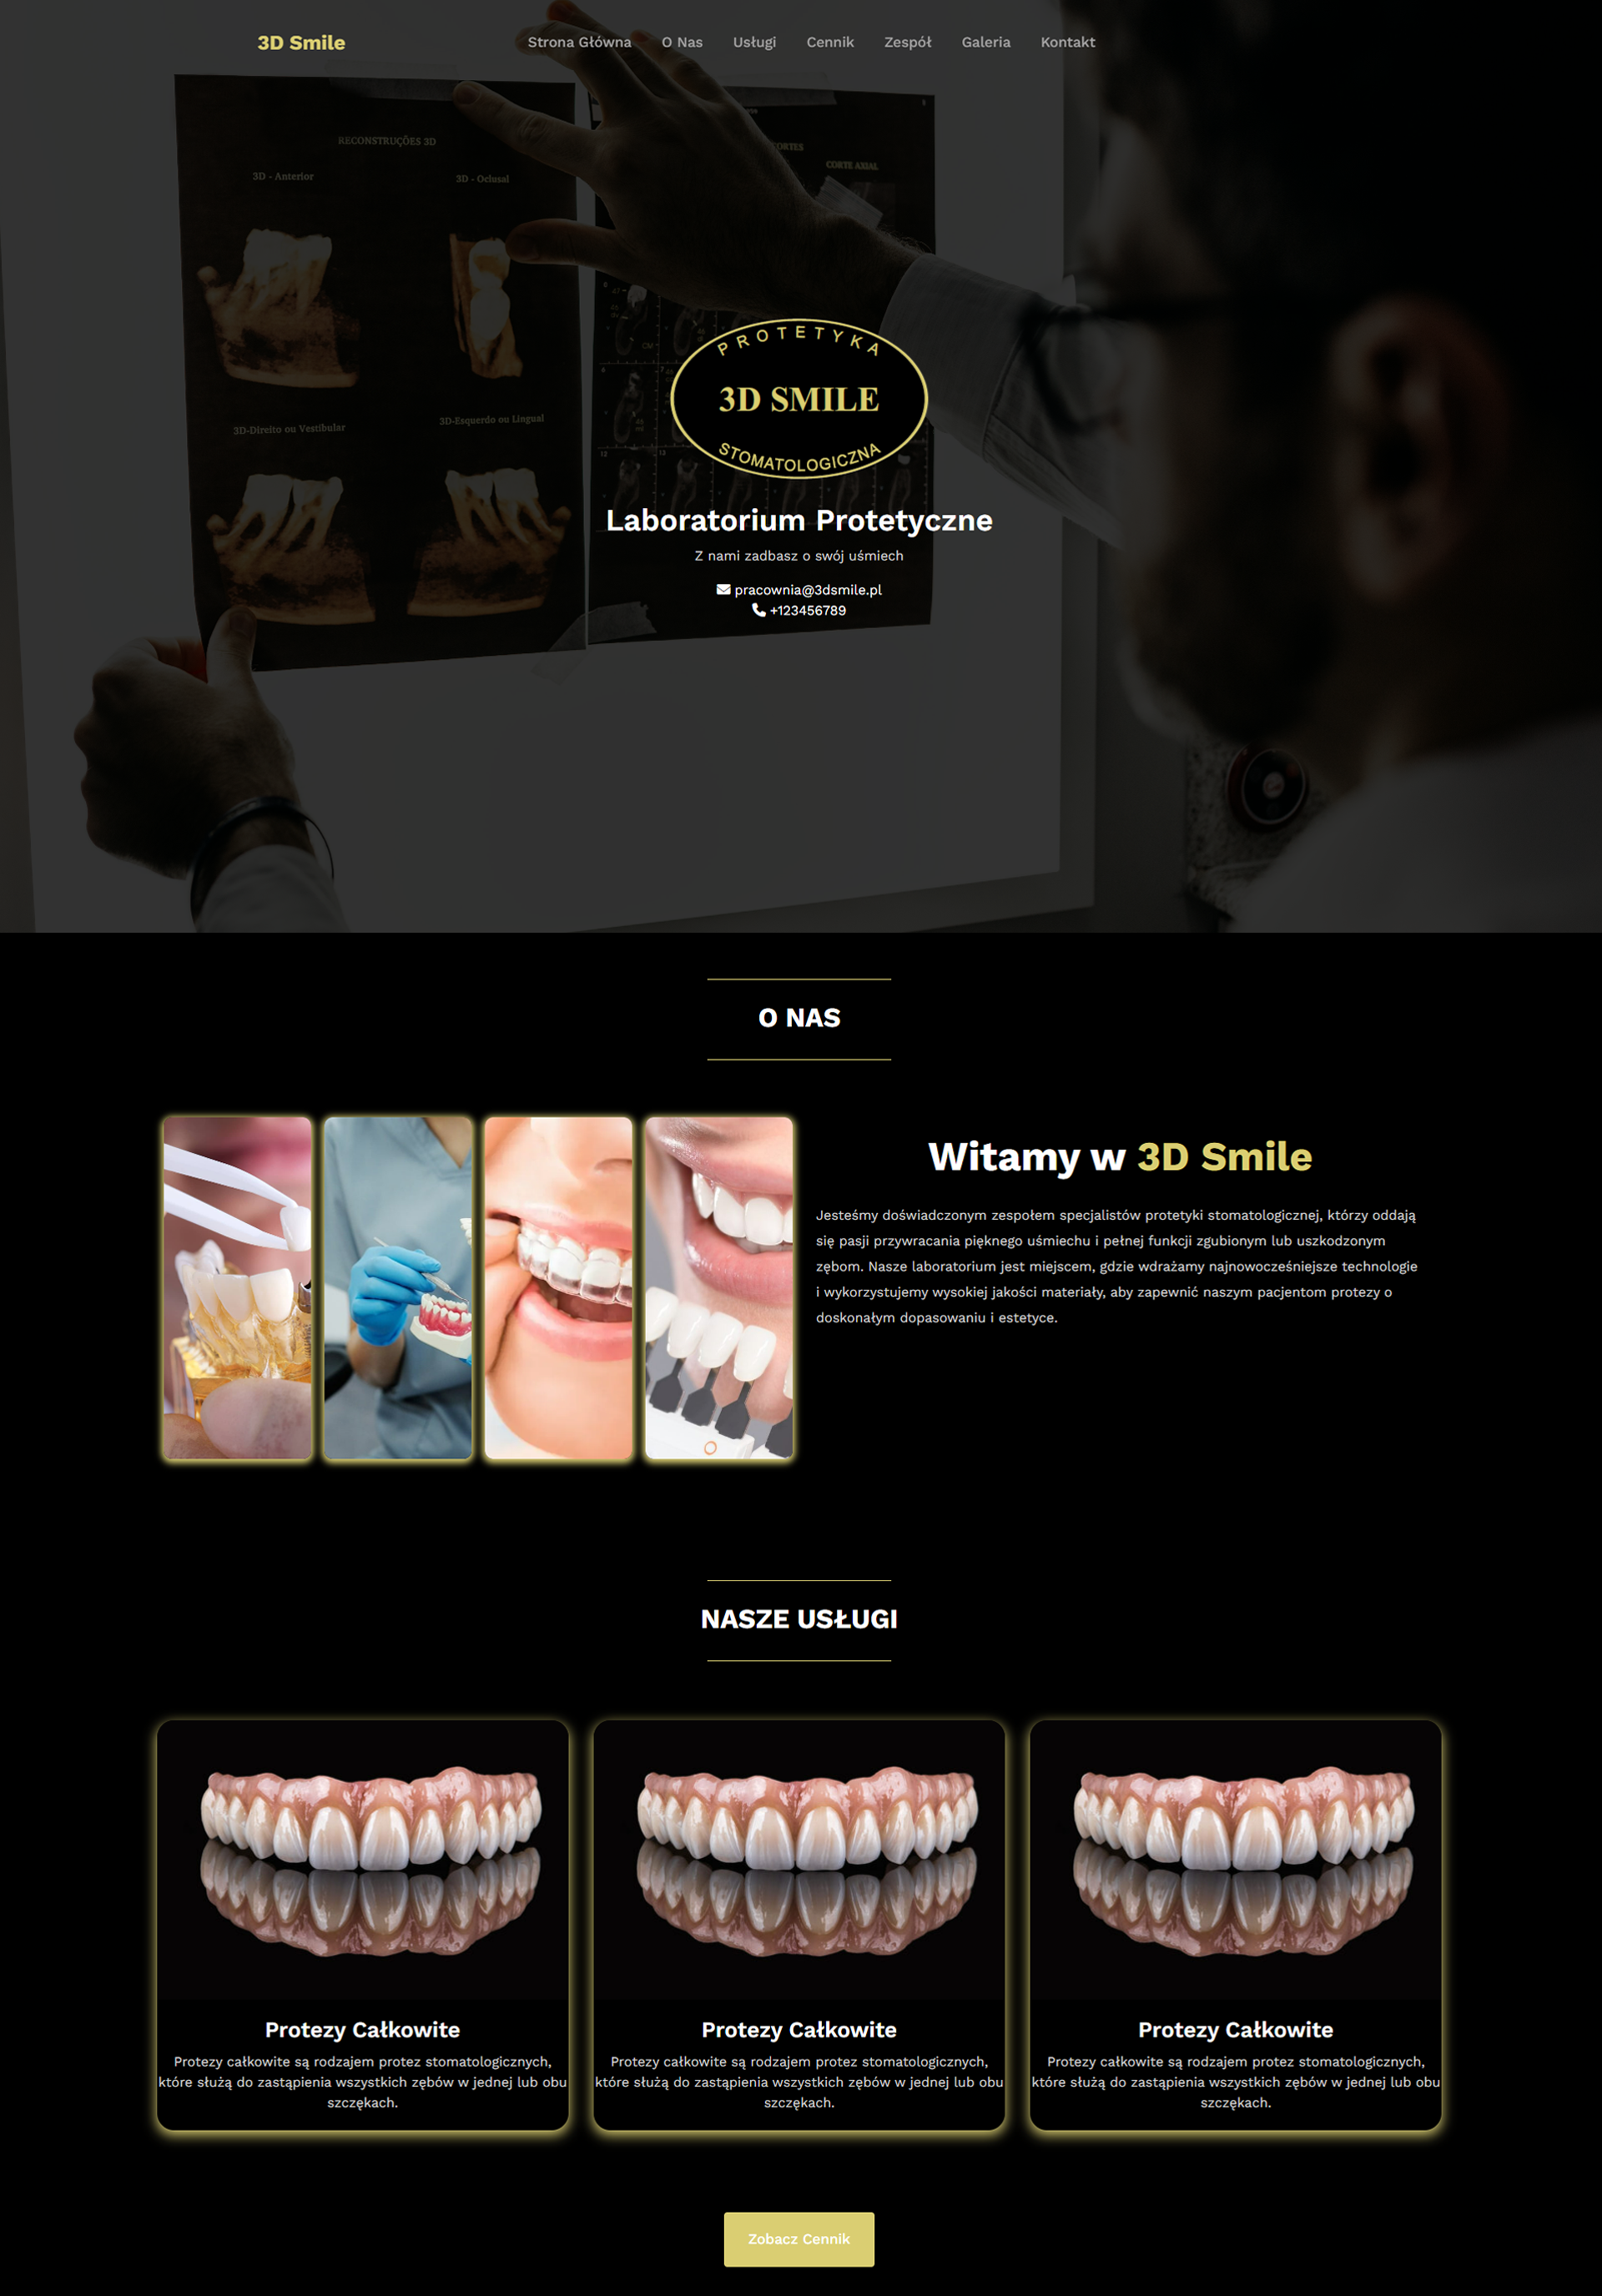 3D Smile
Strona Główna O Nas Usługi Cennik Zespół Galeria Kontakt
RECONSTRUÇÕES 3D
3D - Anterior
3D - Oclusal
CORTE AXIAL
3D-Direito ou Vestibular
3D-Esquerdo ou Lingual
PROTETYKA
3D SMILE
STOMATOLOGICZNA
Laboratorium Protetyczne
Z nami zadbasz o swój uśmiech
pracownia@3dsmile.pl
+123456789
O NAS
Witamy w 3D Smile
Jesteśmy doświadczonym zespołem specjalistów protetyki stomatologicznej, którzy oddają
się pasji przywracania pięknego uśmiechu i pełnej funkcji zgubionym lub uszkodzonym
zębom. Nasze laboratorium jest miejscem, gdzie wdrażamy najnowocześniejsze technologie
i wykorzystujemy wysokiej jakości materiały, aby zapewnić naszym pacjentom protezy o
doskonałym dopasowaniu i estetyce.
NASZE USŁUGI
Protezy Całkowite
Protezy całkowite są rodzajem protez stomatologicznych,
które służą do zastąpienia wszystkich zębów w jednej lub obu
szczękach.
Protezy Całkowite
Protezy całkowite są rodzajem protez stomatologicznych,
które służą do zastąpienia wszystkich zębów w jednej lub obu
szczękach.
Protezy Całkowite
Protezy całkowite są rodzajem protez stomatologicznych,
które służą do zastąpienia wszystkich zębów w jednej lub obu
szczękach.
Zobacz Cennik